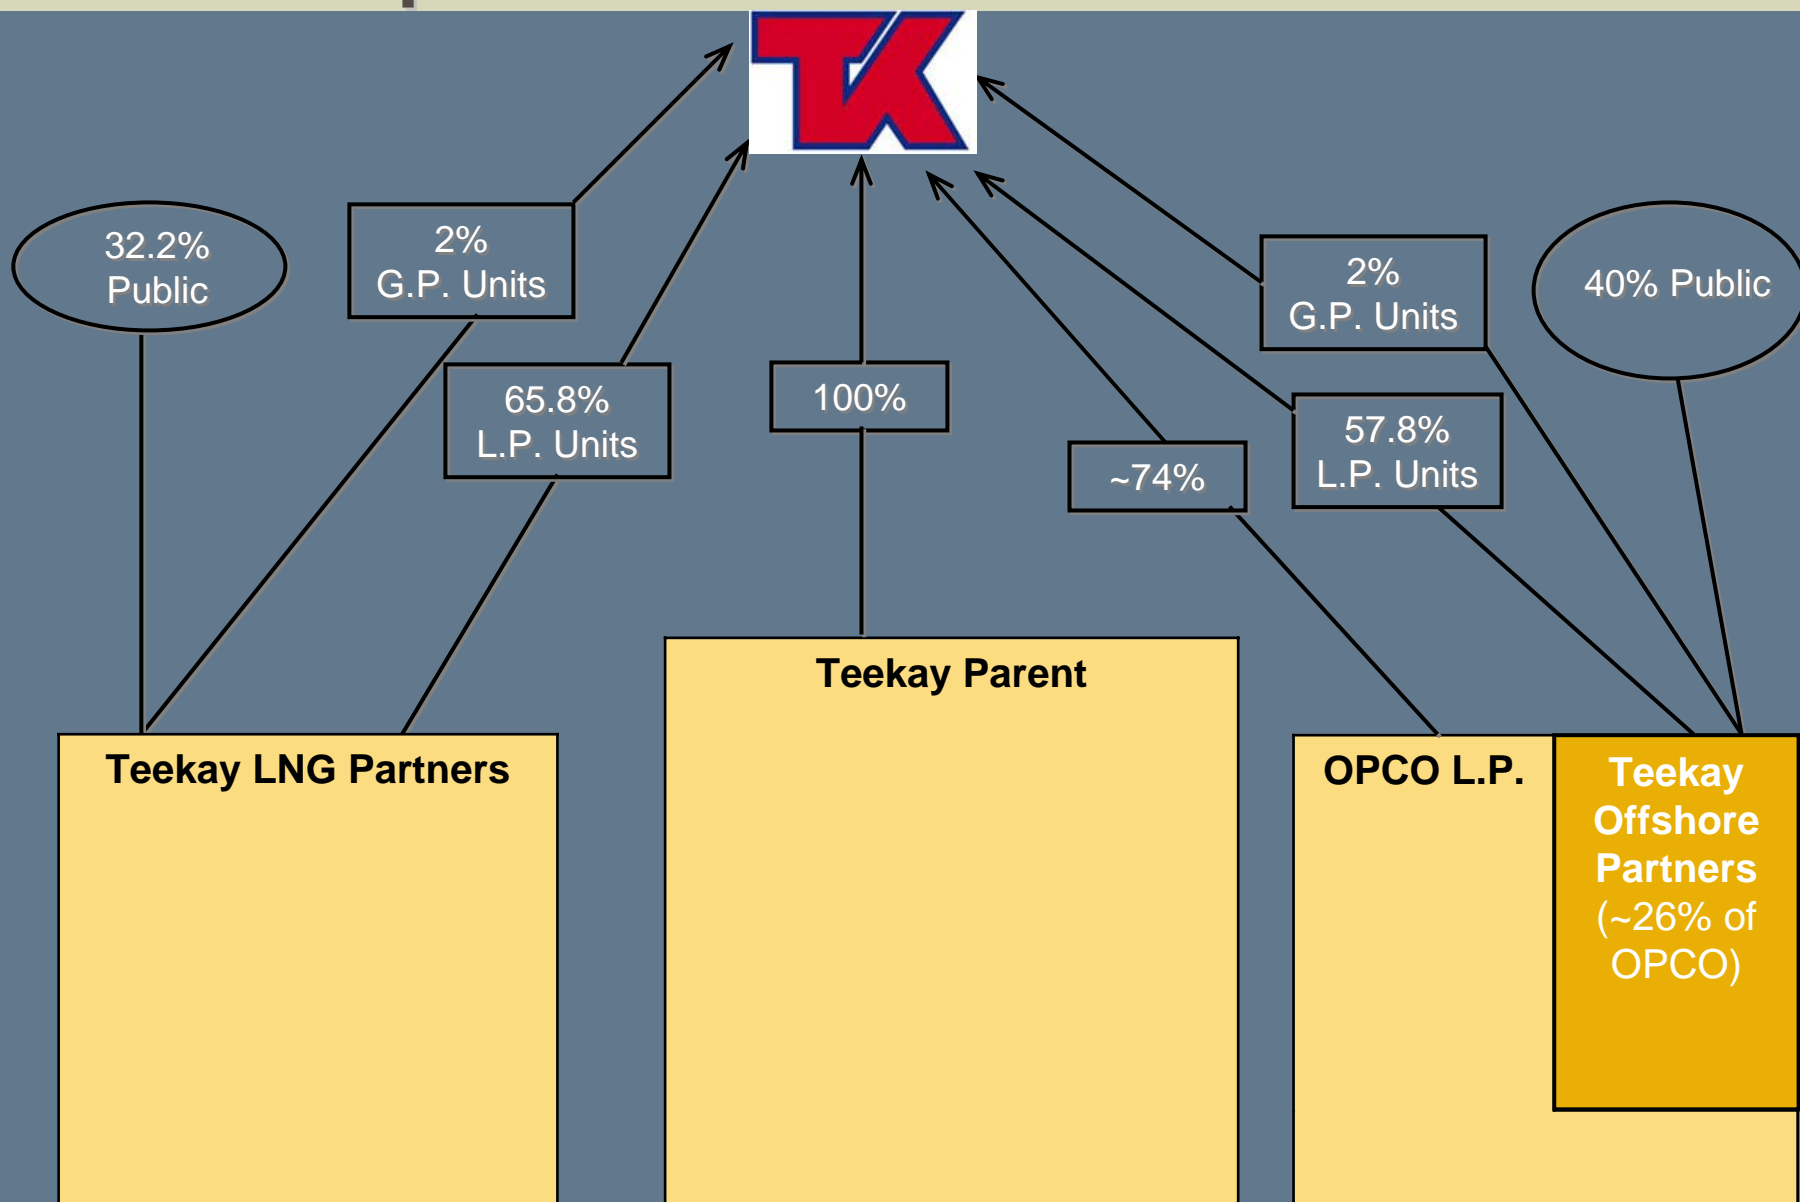 TK
32.2%
Public
2%
G.P. Units
65.8%
L.P. Units
100%
~74%
2%
G.P. Units
57.8%
L.P. Units
40% Public
Teekay LNG Partners
Teekay Parent
OPCO L.P.
Teekay
Offshore
Partners
(~26% of
OPCO)